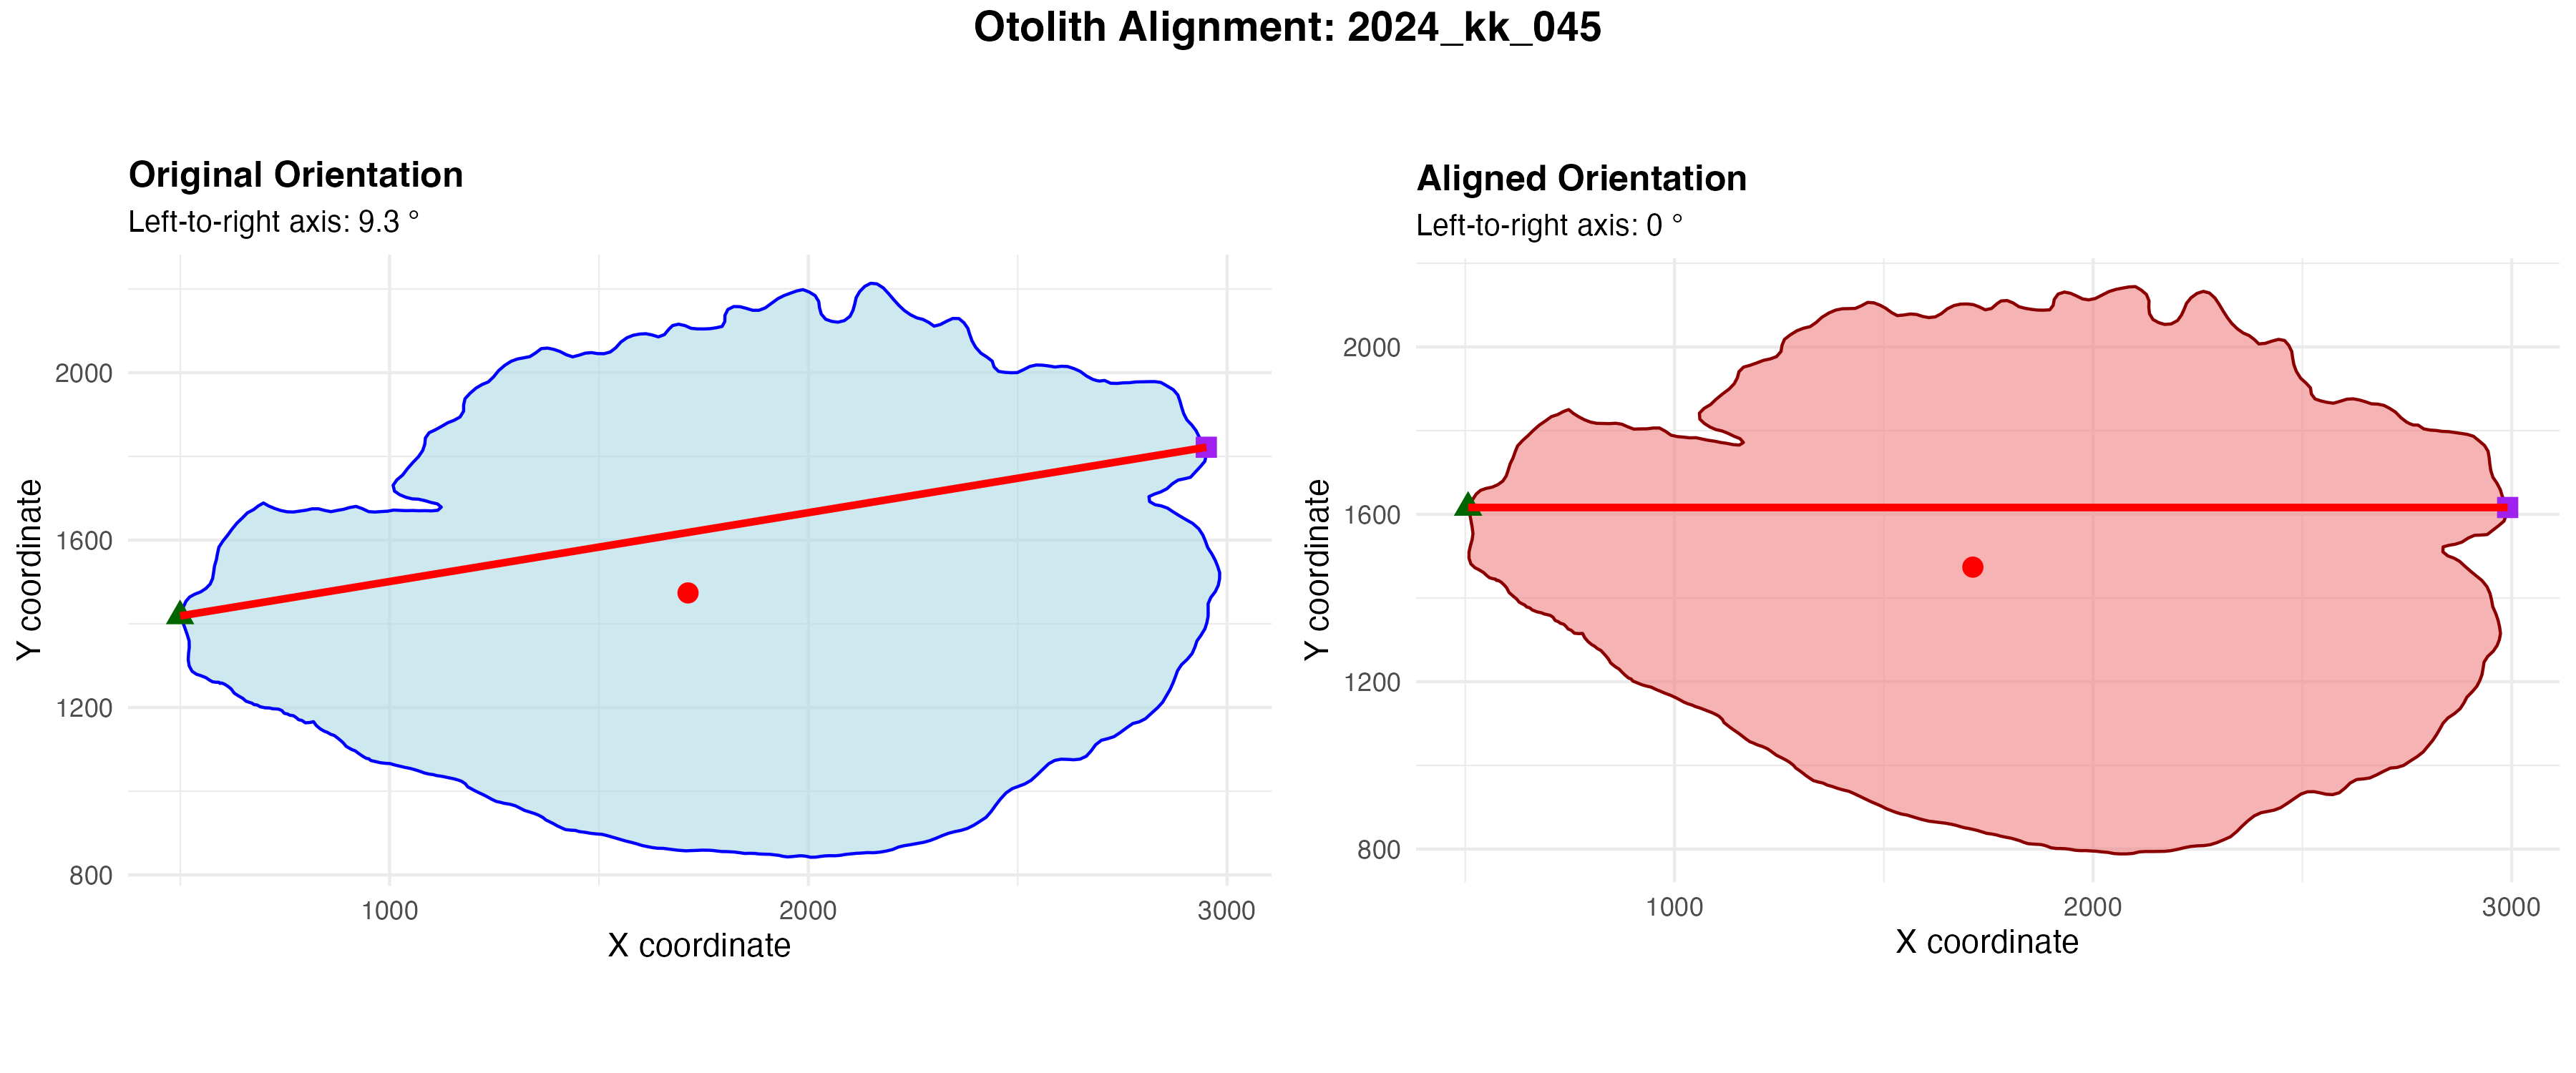 Otolith Alignment: 2024_kk_045
Original Orientation
Left-to-right axis: 9.3 °
Y coordinate
2000
1600
1200
800
1000
2000
3000
X coordinate
Aligned Orientation
Left-to-right axis: 0 °
Y coordinate
2000
1600
1200
800
1000
2000
3000
X coordinate